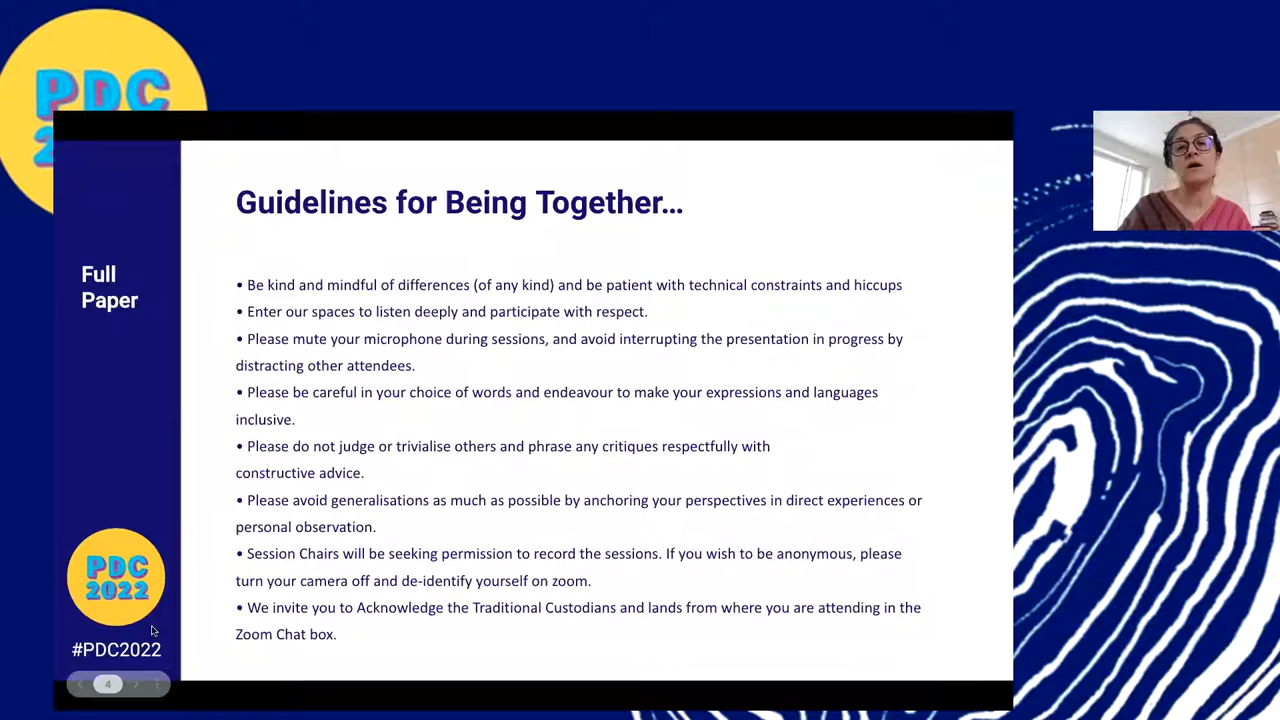 PDC
2
Guidelines for Being Together...
Full
Paper
• Be kind and mindful of differences (of any kind) and be patient with technical constraints and hiccups
• Enter our spaces to listen deeply and participate with respect.
• Please mute your microphone during sessions, and avoid interrupting the presentation in progress by
distracting other attendees.
• Please be careful in your choice of words and endeavour to make your expressions and languages
inclusive.
• Please do not judge or trivialise others and phrase any critiques respectfully with
constructive advice.
• Please avoid generalisations as much as possible by anchoring your perspectives in direct experiences or
personal observation.
• Session Chairs will be seeking permission to record the sessions. If you wish to be anonymous, please
turn your camera off and de-identify yourself on zoom.
• We invite you to Acknowledge the Traditional Custodians and lands from where you are attending in the
Zoom Chat box.
PDC
2022
#PDC2022
4